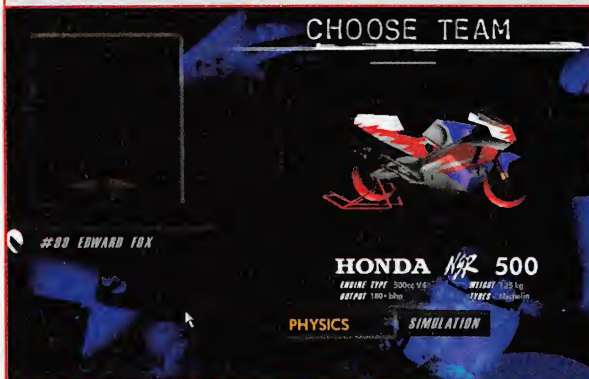 CHOOSE TEAM
#80 EDWARD FOX
HONDA NSR 500
ENGINE TYPE 500cc V4 WEIGHT 125 kg
OUTPUT 180+ bhp TYRES Michelin
PHYSICS SIMULATION